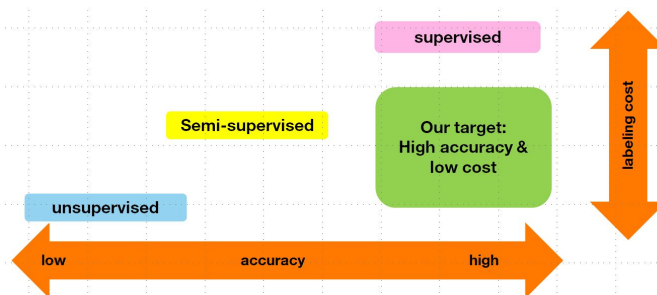 supervised
Semi-supervised
Our target:
High accuracy &
low cost
unsupervised
labeling cost
low accuracy high